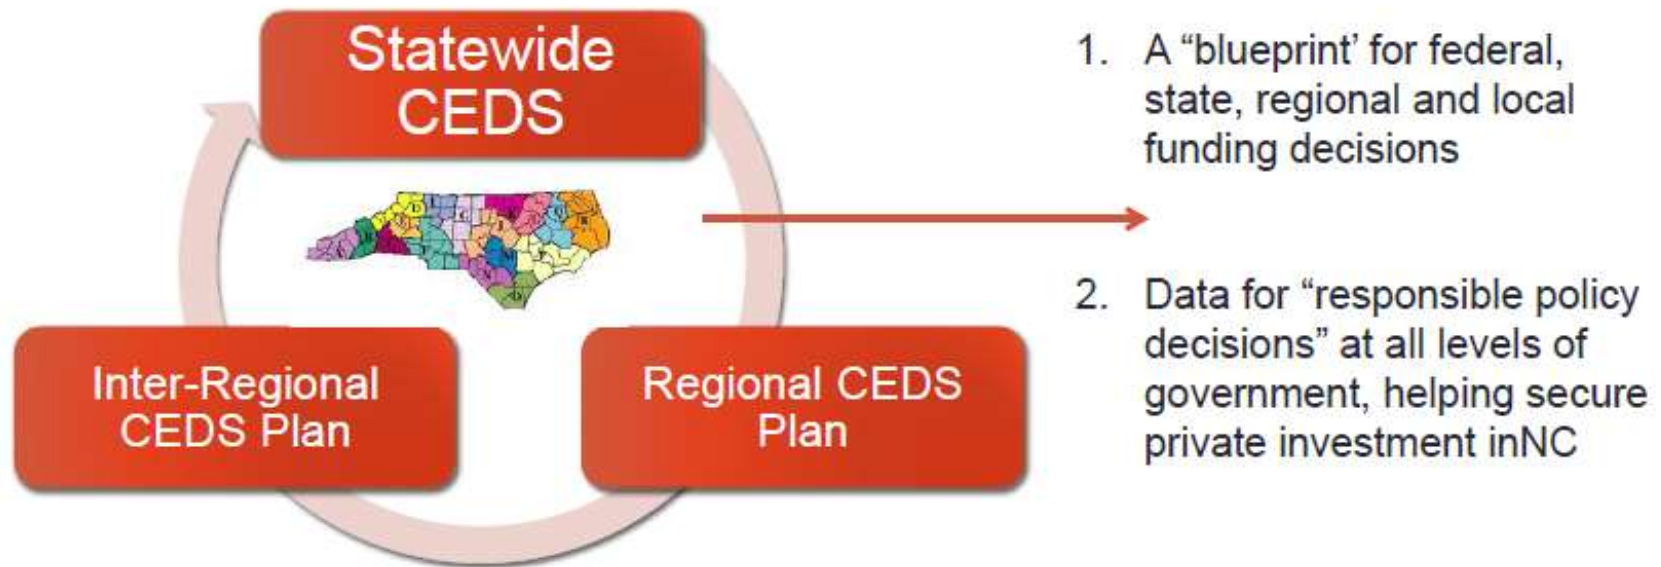 Statewide
CEDS
Inter-Regional
CEDS Plan
Regional CEDS
Plan
1. A “blueprint’ for federal,
state, regional and local
funding decisions
2. Data for “responsible policy
decisions” at all levels of
government, helping secure
private investment inNC